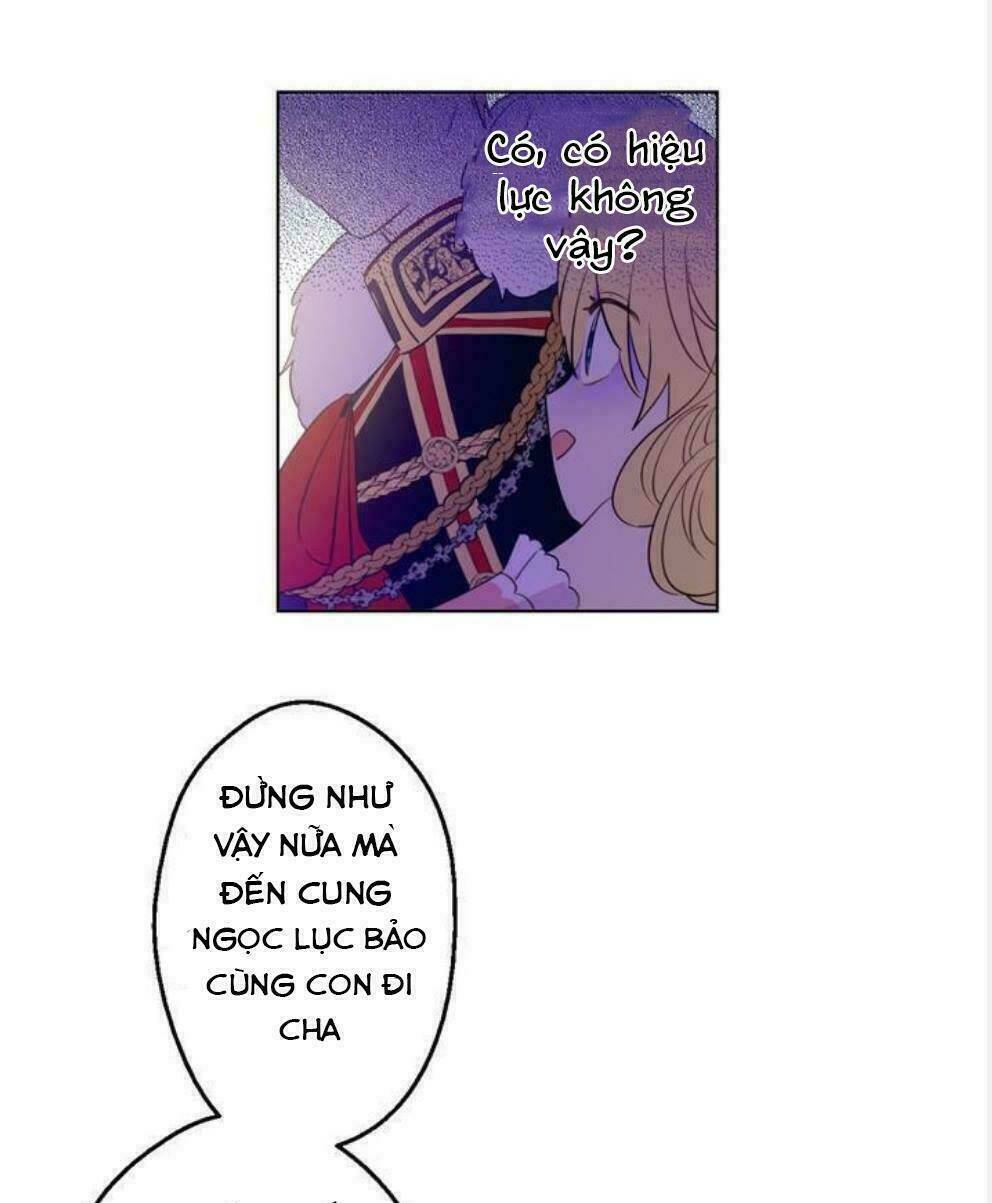 Có, có hiệu
lực không
vậy?
ĐỪNG NHƯ
VẬY NỮA MÀ
ĐẾN CUNG
NGỌC LỤC BẢO
CÙNG CON ĐI
CHA